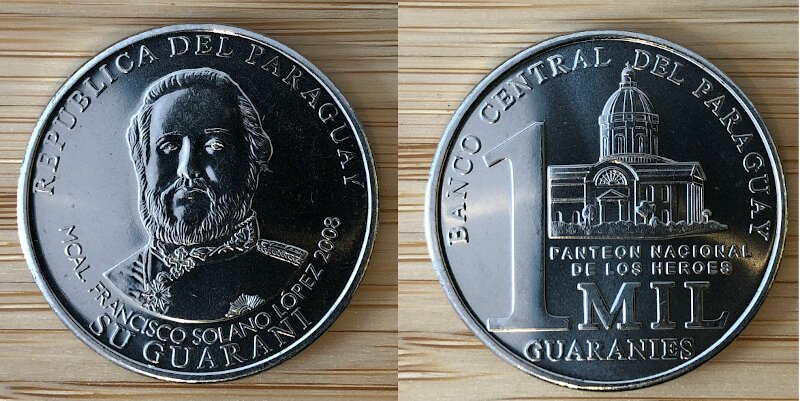 REPUBLICA DEL PARAGUAY
MCAL. FRANCISCO SOLANO LÓPEZ 2008
SU GUARANI
BANCO CENTRAL DEL PARAGUAY
PANTEON NACIONAL
DE LOS HEROES
1 MIL
GUARANIES